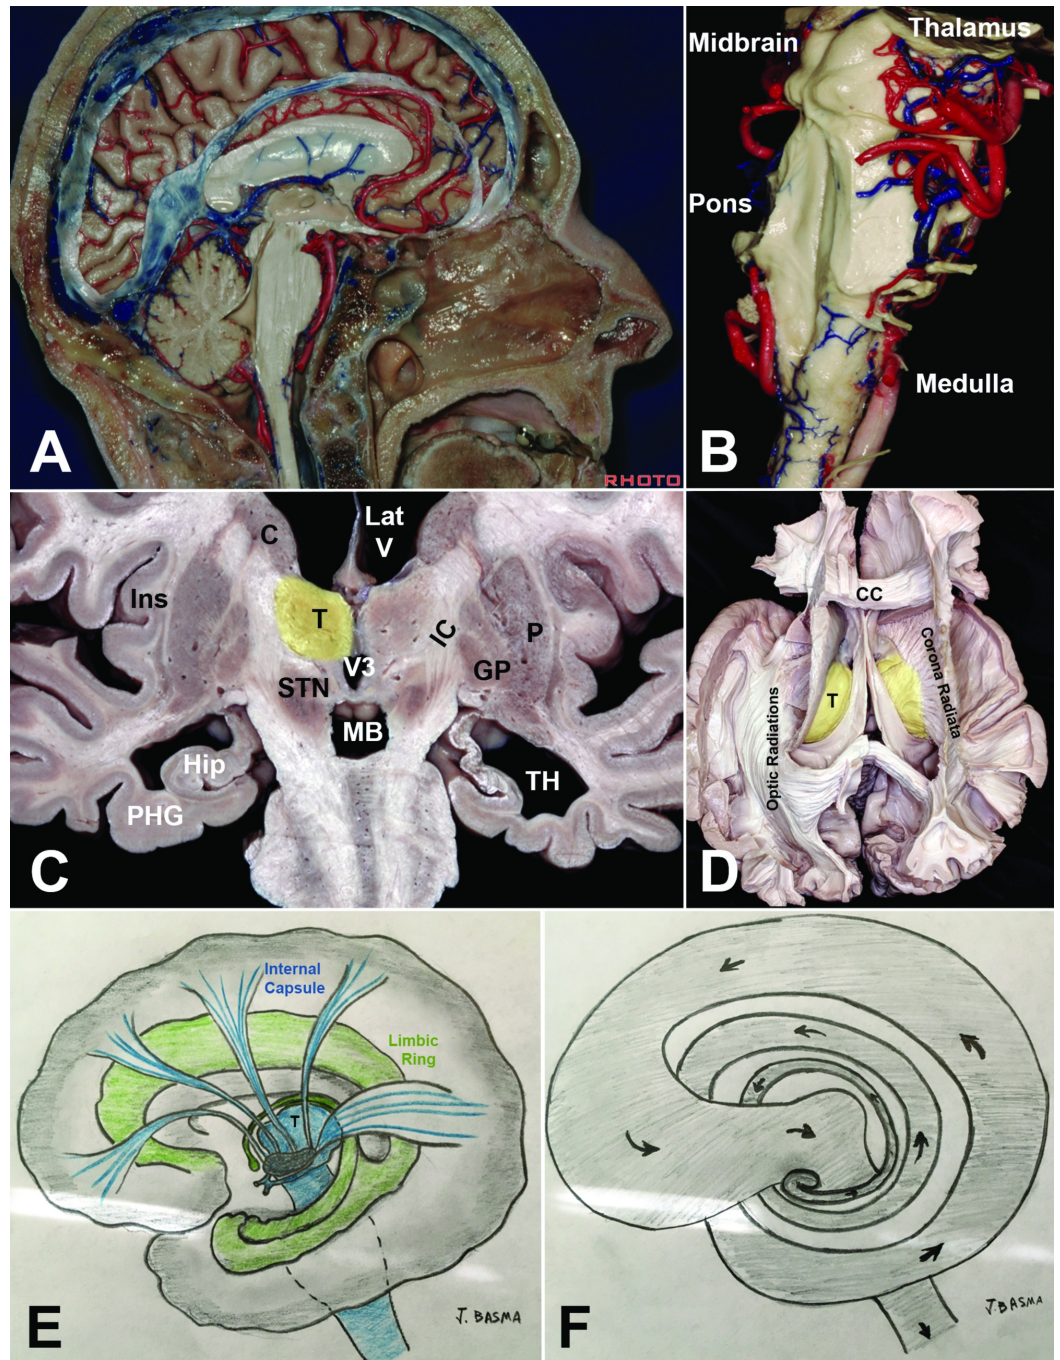 A
RHOTO
Midbrain
Thalamus
Pons
Medulla
B
C
Lat
V
Ins
T
IC
P
V3
GP
STN
MB
Hip
TH
PHG
C
CC
Corona Radiata
T
Optic Radiations
D
Internal
Capsule
Limbic
Ring
T
E
J. BASMA
F
J. BASMA